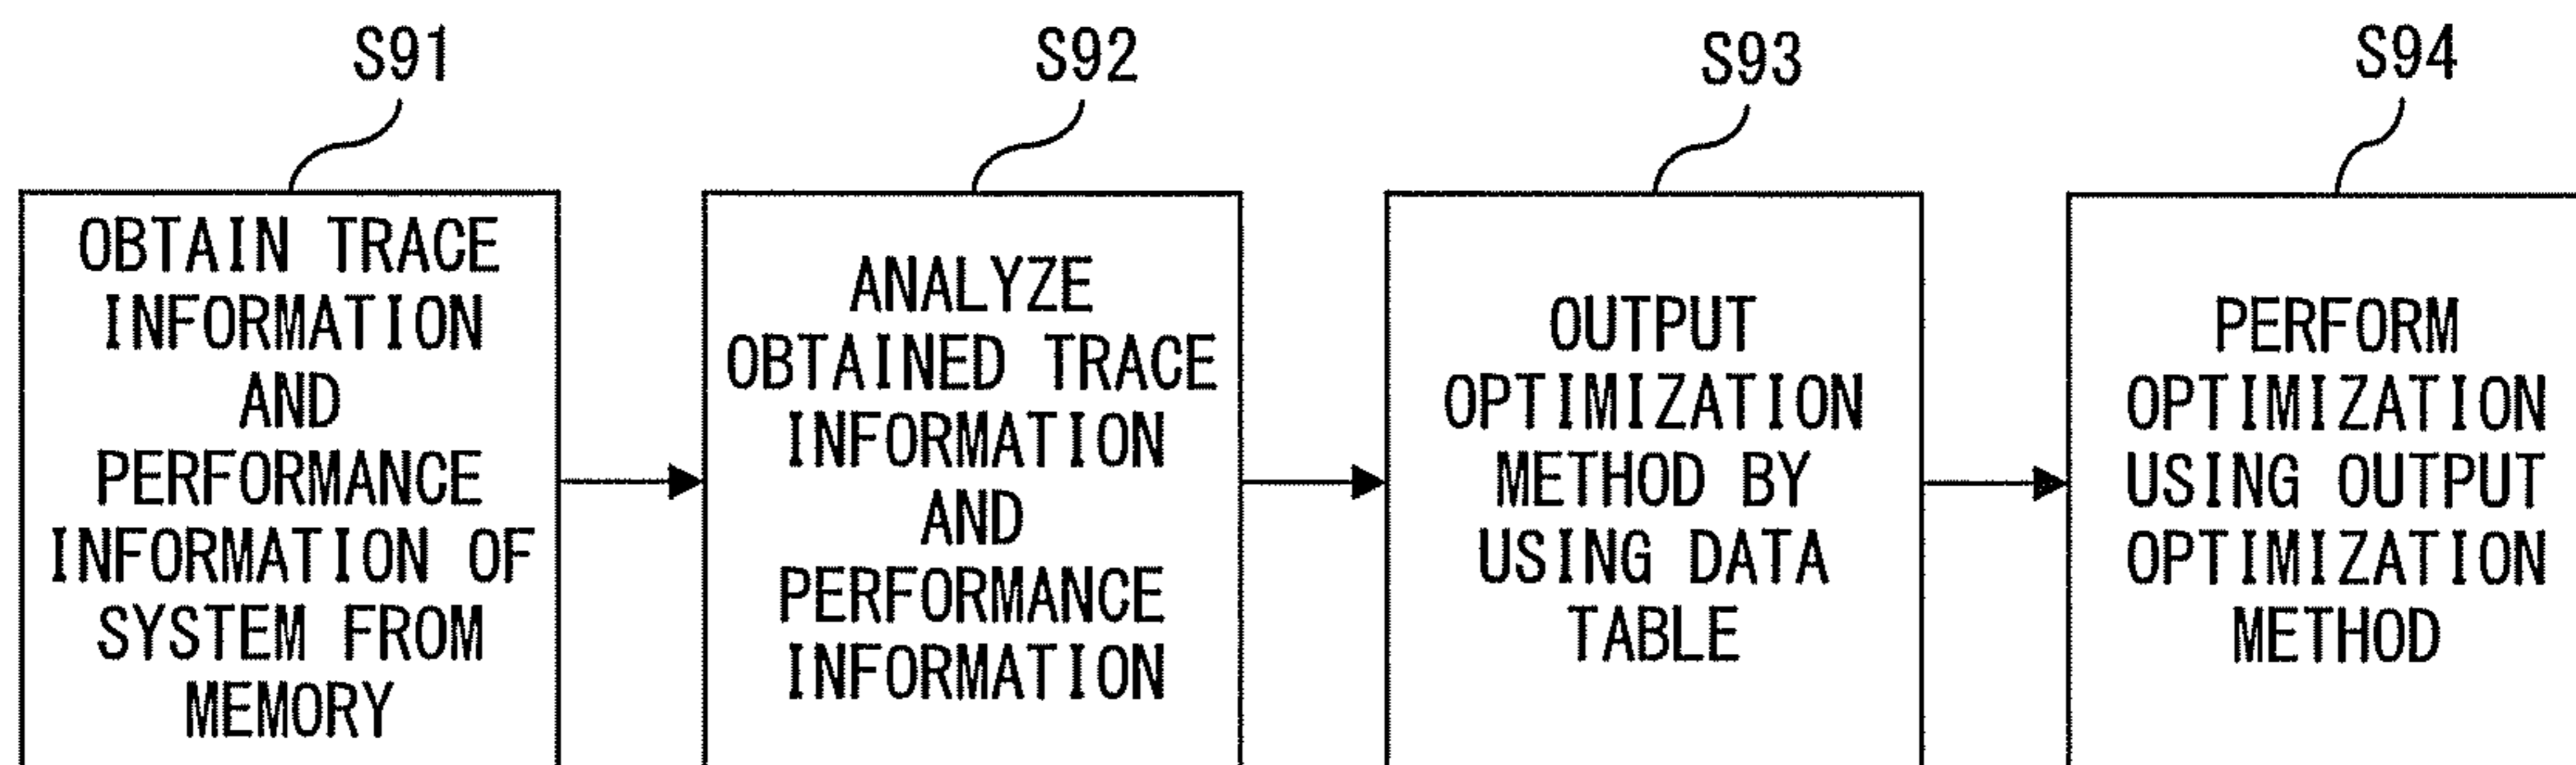 S91
OBTAIN TRACE
INFORMATION
AND
PERFORMANCE
INFORMATION OF
SYSTEM FROM
MEMORY
S92
ANALYZE
OBTAINED TRACE
INFORMATION
AND
PERFORMANCE
INFORMATION
S93
OUTPUT
OPTIMIZATION
METHOD BY
USING DATA
TABLE
S94
PERFORM
OPTIMIZATION
USING OUTPUT
OPTIMIZATION
METHOD